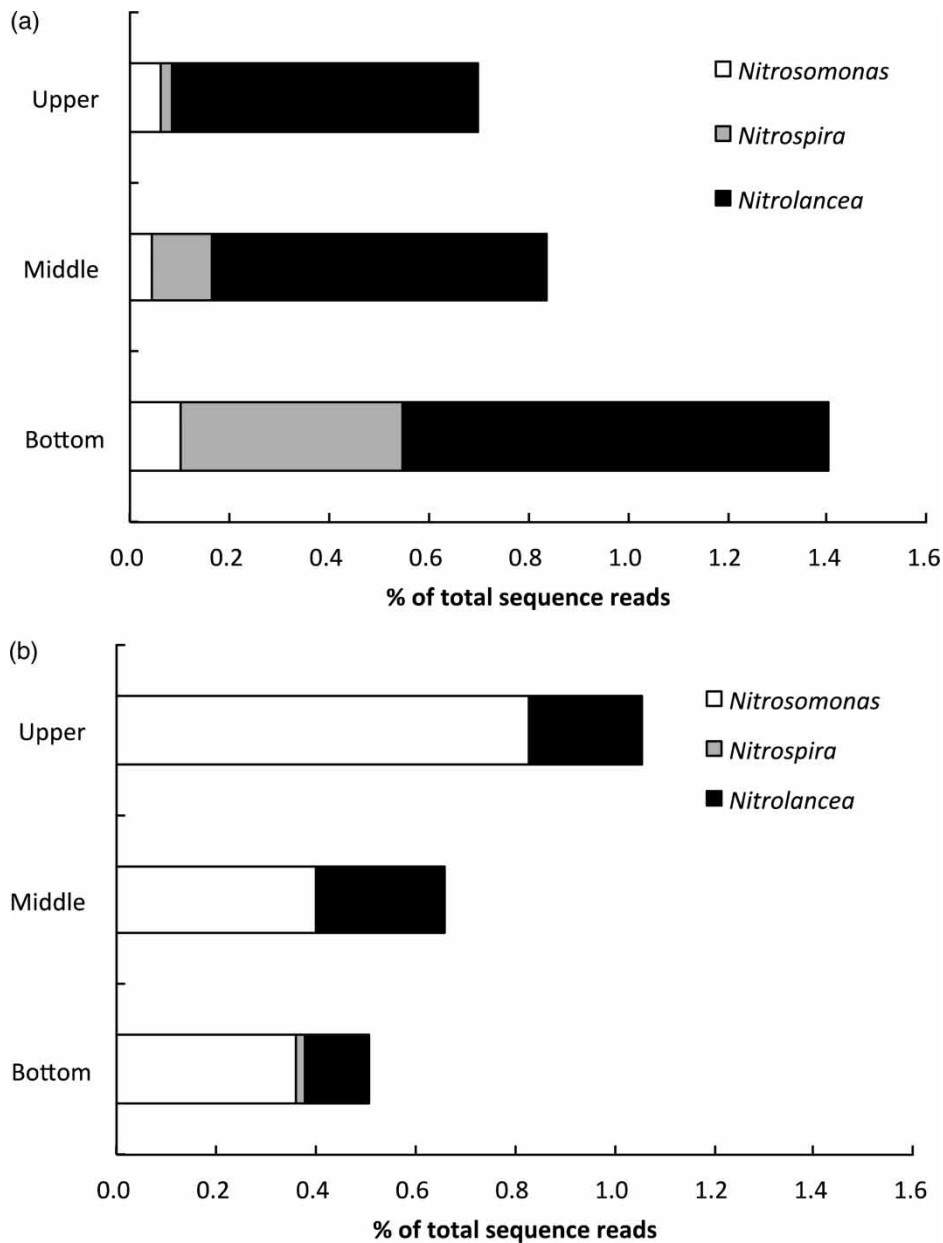 (a)
Upper
Middle
Bottom
Nitrosomonas
Nitrospira
Nitrolancea
0.0 0.2 0.4 0.6 0.8 1.0 1.2 1.4 1.6
% of total sequence reads
(b)
Upper
Middle
Bottom
Nitrosomonas
Nitrospira
Nitrolancea
0.0 0.2 0.4 0.6 0.8 1.0 1.2 1.4 1.6
% of total sequence reads